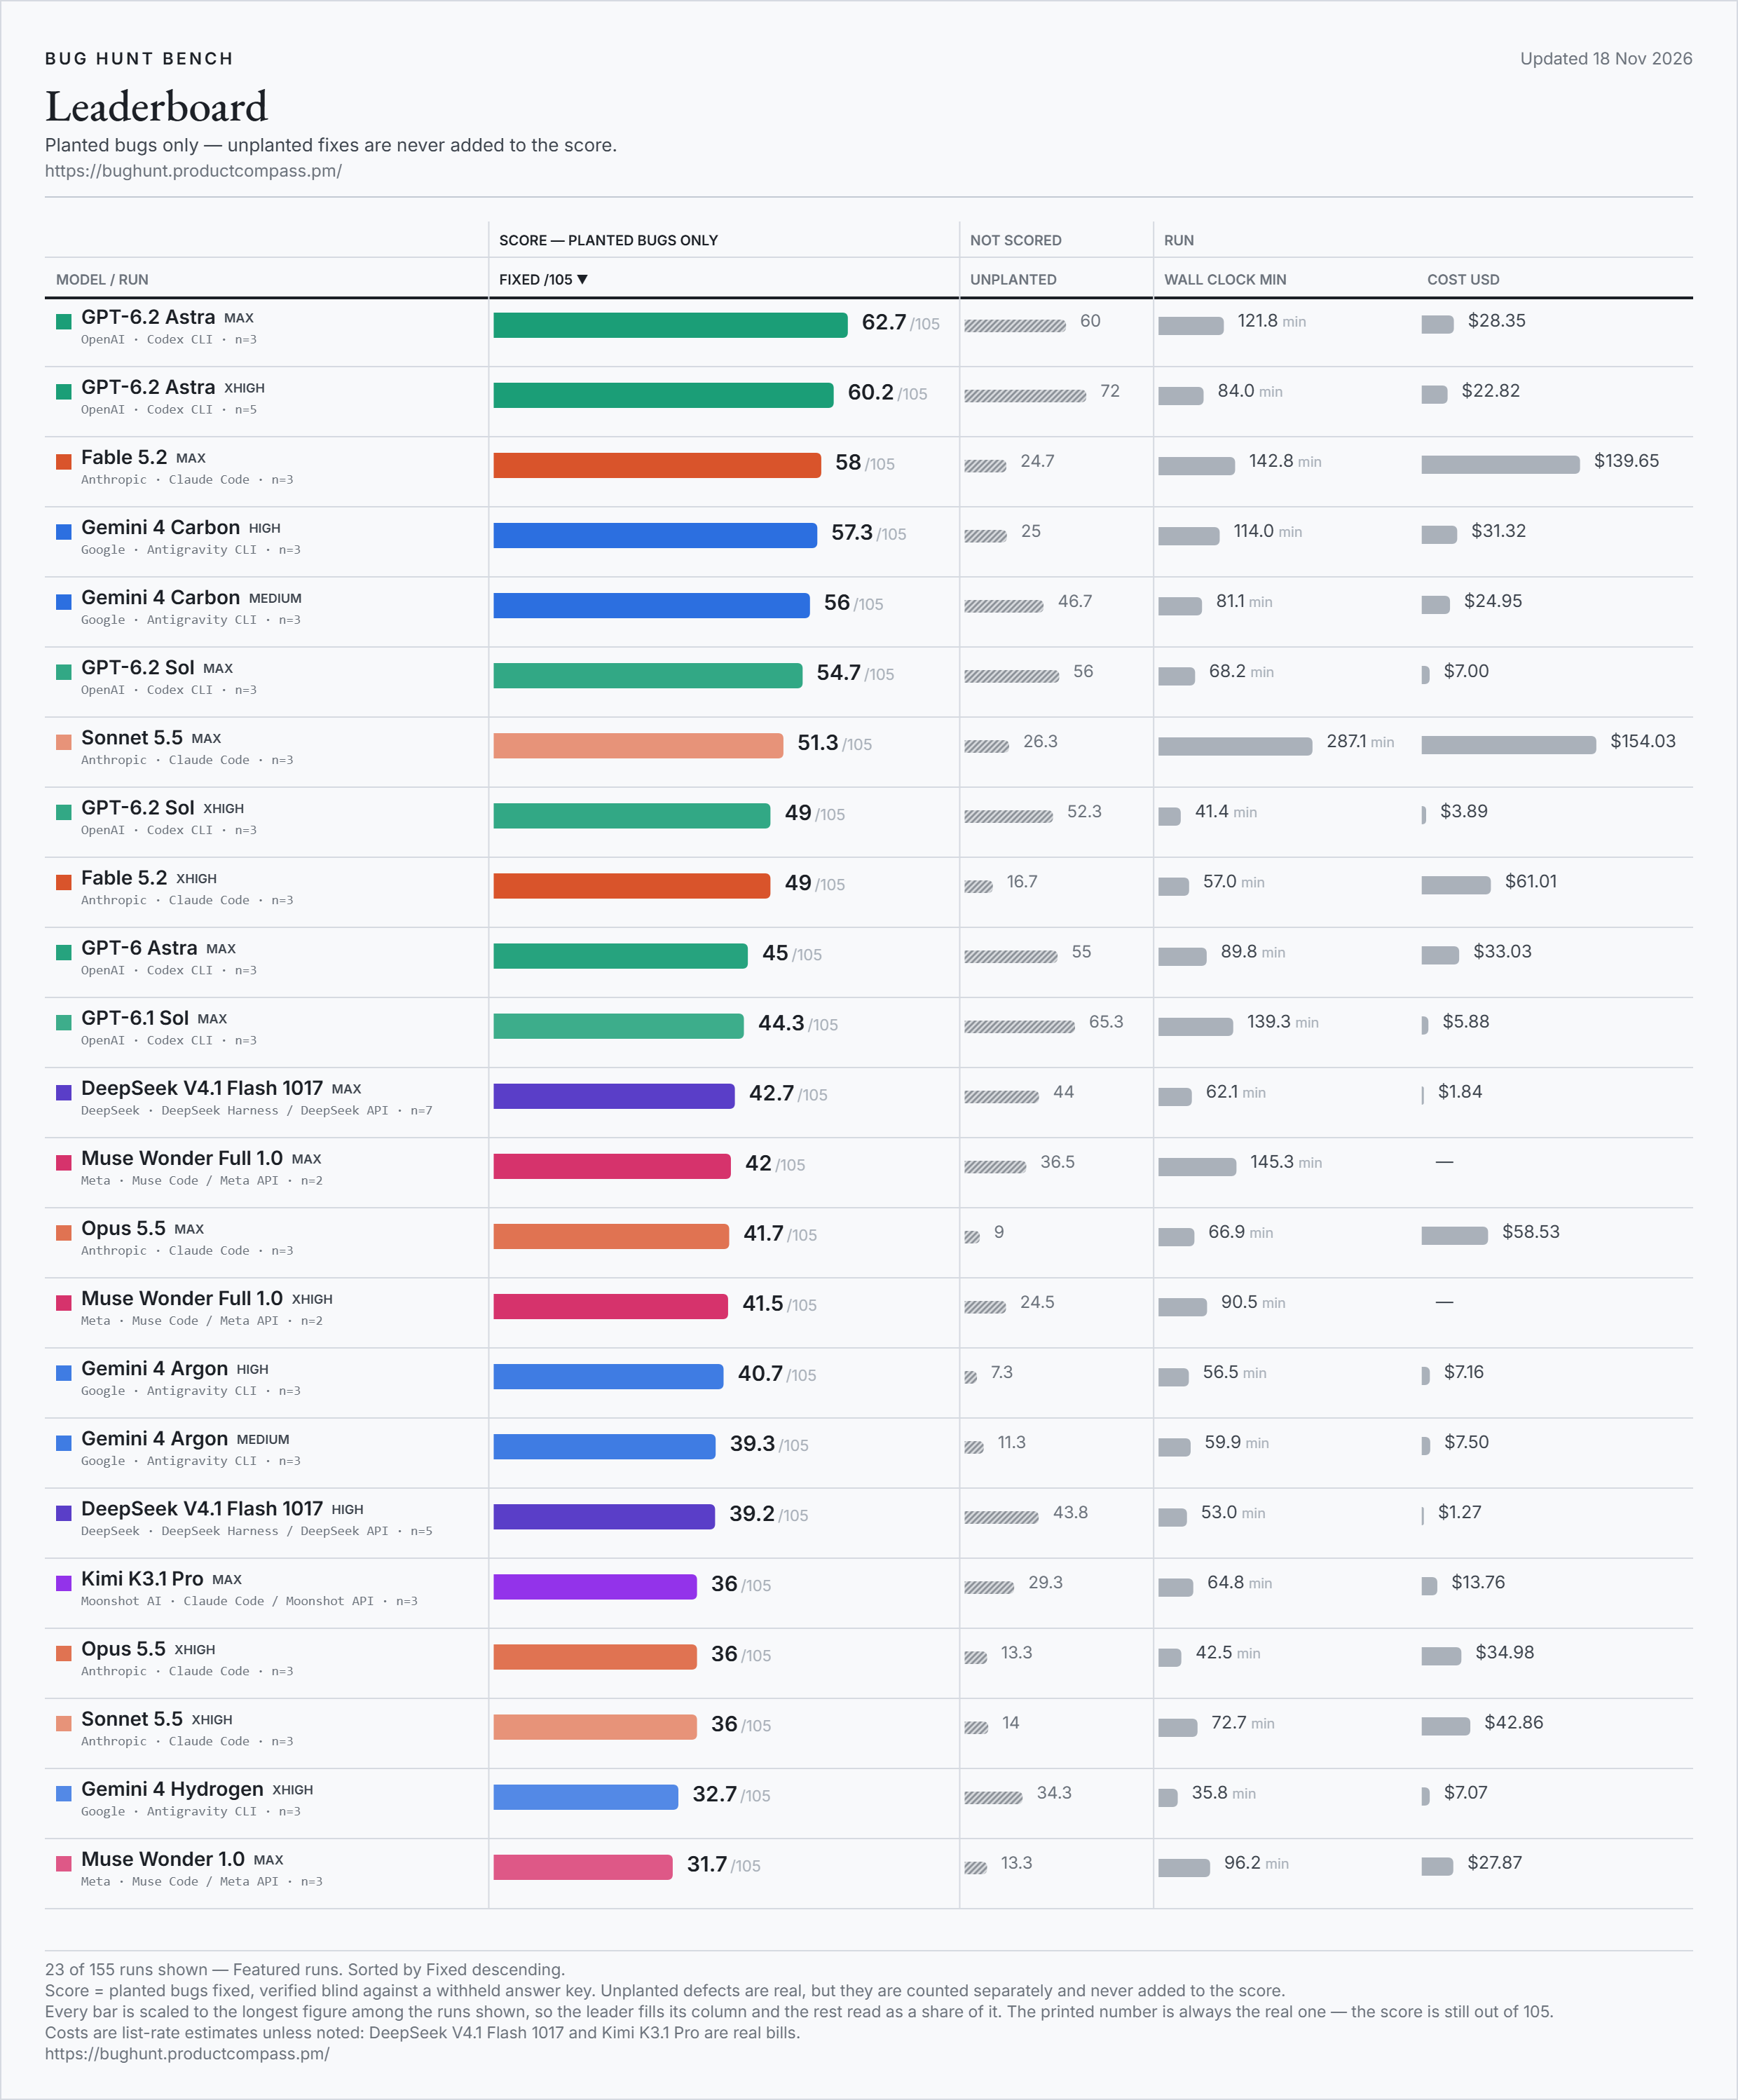 BUG HUNT BENCH
Updated 18 Nov 2026
Leaderboard
Planted bugs only — unplanted fixes are never added to the score.
https://bughunt.productcompass.pm/
SCORE — PLANTED BUGS ONLY NOT SCORED RUN
MODEL / RUN FIXED /105 ▼ UNPLANTED WALL CLOCK MIN COST USD
GPT-6.2 Astra MAX 62.7 /105 60 121.8 min $28.35
OpenAI · Codex CLI · n=3
GPT-6.2 Astra XHIGH 60.2 /105 72 84.0 min $22.82
OpenAI · Codex CLI · n=5
Fable 5.2 MAX 58 /105 24.7 142.8 min $139.65
Anthropic · Claude Code · n=3
Gemini 4 Carbon HIGH 57.3 /105 25 114.0 min $31.32
Google · Antigravity CLI · n=3
Gemini 4 Carbon MEDIUM 56 /105 46.7 81.1 min $24.95
Google · Antigravity CLI · n=3
GPT-6.2 Sol MAX 54.7 /105 56 68.2 min $7.00
OpenAI · Codex CLI · n=3
Sonnet 5.5 MAX 51.3 /105 26.3 287.1 min $154.03
Anthropic · Claude Code · n=3
GPT-6.2 Sol XHIGH 49 /105 52.3 41.4 min $3.89
OpenAI · Codex CLI · n=3
Fable 5.2 XHIGH 49 /105 16.7 57.0 min $61.01
Anthropic · Claude Code · n=3
GPT-6 Astra MAX 45 /105 55 89.8 min $33.03
OpenAI · Codex CLI · n=3
GPT-6.1 Sol MAX 44.3 /105 65.3 139.3 min $5.88
OpenAI · Codex CLI · n=3
DeepSeek V4.1 Flash 1017 MAX 42.7 /105 44 62.1 min $1.84
DeepSeek · DeepSeek Harness / DeepSeek API · n=7
Muse Wonder Full 1.0 MAX 42 /105 36.5 145.3 min —
Meta · Muse Code / Meta API · n=2
Opus 5.5 MAX 41.7 /105 9 66.9 min $58.53
Anthropic · Claude Code · n=3
Muse Wonder Full 1.0 XHIGH 41.5 /105 24.5 90.5 min —
Meta · Muse Code / Meta API · n=2
Gemini 4 Argon HIGH 40.7 /105 7.3 56.5 min $7.16
Google · Antigravity CLI · n=3
Gemini 4 Argon MEDIUM 39.3 /105 11.3 59.9 min $7.50
Google · Antigravity CLI · n=3
DeepSeek V4.1 Flash 1017 HIGH 39.2 /105 43.8 53.0 min $1.27
DeepSeek · DeepSeek Harness / DeepSeek API · n=5
Kimi K3.1 Pro MAX 36 /105 29.3 64.8 min $13.76
Moonshot AI · Claude Code / Moonshot API · n=3
Opus 5.5 XHIGH 36 /105 13.3 42.5 min $34.98
Anthropic · Claude Code · n=3
Sonnet 5.5 XHIGH 36 /105 14 72.7 min $42.86
Anthropic · Claude Code · n=3
Gemini 4 Hydrogen XHIGH 32.7 /105 34.3 35.8 min $7.07
Google · Antigravity CLI · n=3
Muse Wonder 1.0 MAX 31.7 /105 13.3 96.2 min $27.87
Meta · Muse Code / Meta API · n=3
23 of 155 runs shown — Featured runs. Sorted by Fixed descending.
Score = planted bugs fixed, verified blind against a withheld answer key. Unplanted defects are real, but they are counted separately and never added to the score.
Every bar is scaled to the longest figure among the runs shown, so the leader fills its column and the rest read as a share of it. The printed number is always the real one — the score is still out of 105.
Costs are list-rate estimates unless noted: DeepSeek V4.1 Flash 1017 and Kimi K3.1 Pro are real bills.
https://bughunt.productcompass.pm/